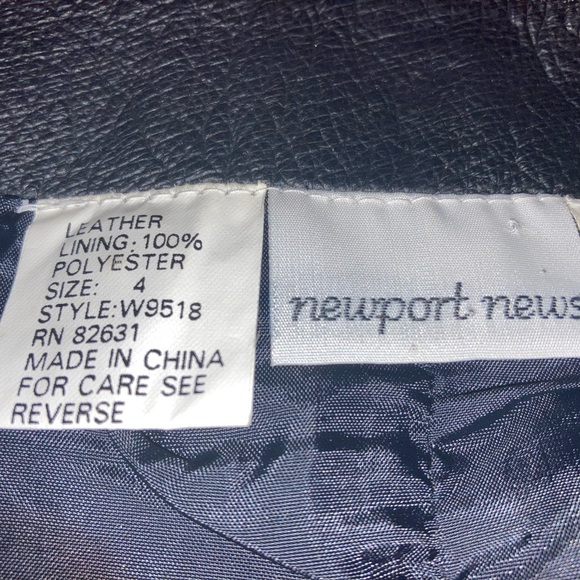 LEATHER
LINING: 100%
POLYESTER
SIZE: 4
STYLE: W9518
RN 82631
MADE IN CHINA
FOR CARE SEE
REVERSE
newport news